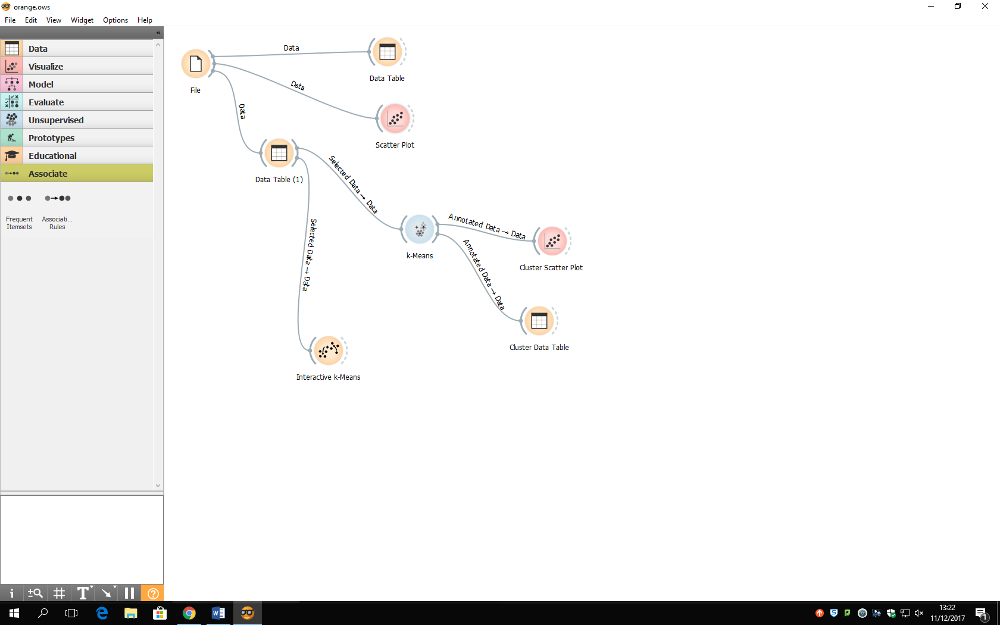 orange.ows
File Edit View Widget Options Help
Data
Visualize
Model
Evaluate
Unsupervised
Prototypes
Educational
Associate
Frequent
Itemsets
Associati...
Rules
File
Data
Data
Data
Data Table
Scatter Plot
Data Table (1)
Selected Data → Data
Selected Data → Data
k-Means
Annotated Data → Data
Annotated Data → Data
Cluster Scatter Plot
Cluster Data Table
Interactive k-Means
13:22
11/12/2017
1